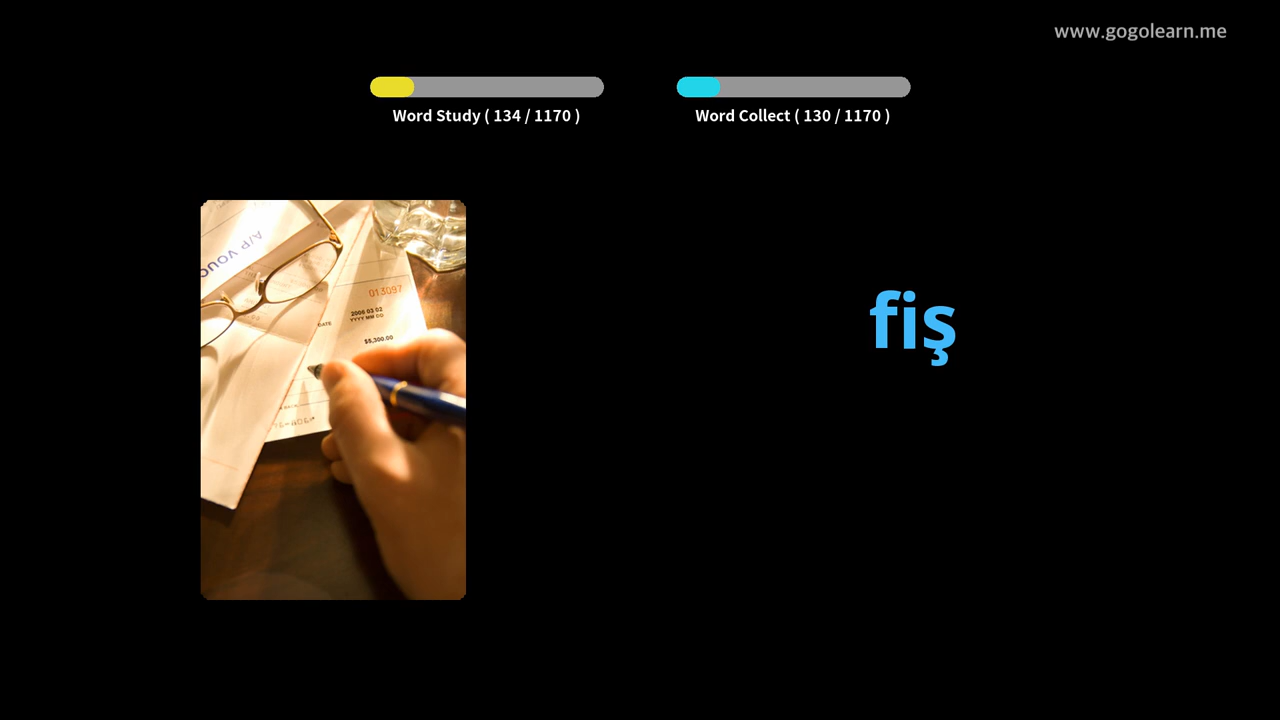 www.gogolearn.me
Word Study ( 134 / 1170 )
Word Collect ( 130 / 1170 )
A/P VOUC
013097
DATE
2006 03 02
YYYY MM DD
$5,300.00
fiş